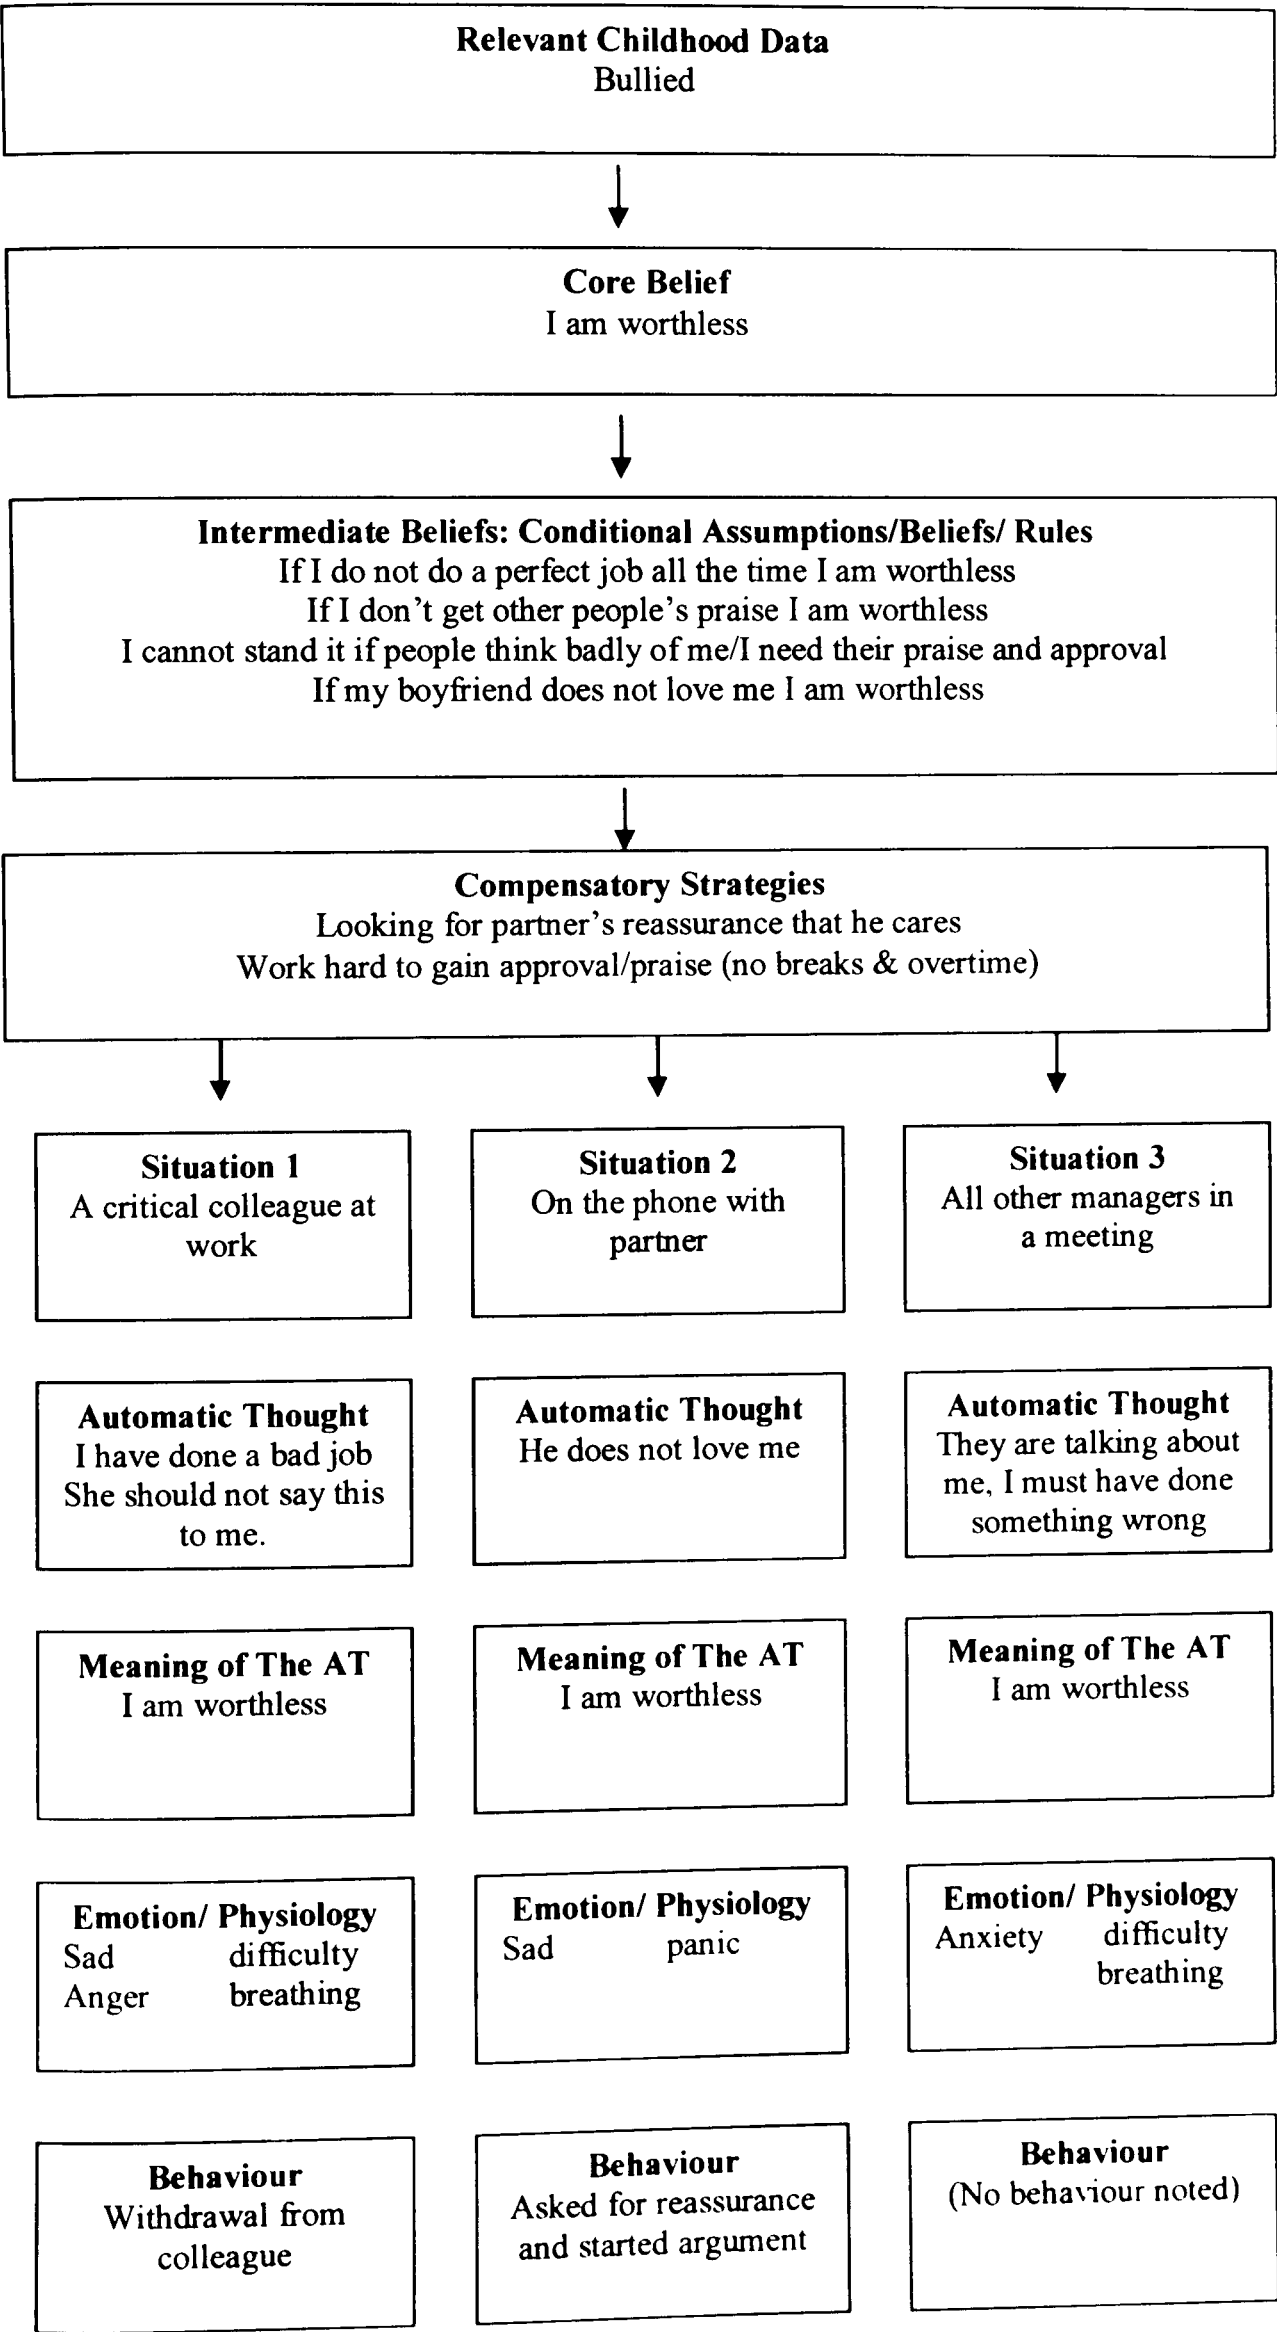 Relevant Childhood Data
Bullied
Core Belief
I am worthless
Intermediate Beliefs: Conditional Assumptions/Beliefs/ Rules
If I do not do a perfect job all the time I am worthless
If I don't get other people's praise I am worthless
I cannot stand it if people think badly of me/I need their praise and approval
If my boyfriend does not love me I am worthless
Compensatory Strategies
Looking for partner's reassurance that he cares
Work hard to gain approval/praise (no breaks & overtime)
Situation 1
A critical colleague at
work
Situation 2
On the phone with
partner
Situation 3
All other managers in
a meeting
Automatic Thought
I have done a bad job
She should not say this
to me.
Automatic Thought
He does not love me
Automatic Thought
They are talking about
me, I must have done
something wrong
Meaning of The AT
I am worthless
Meaning of The AT
I am worthless
Meaning of The AT
I am worthless
Emotion/ Physiology
Sad difficulty
Anger breathing
Emotion/ Physiology
Sad panic
Emotion/ Physiology
Anxiety difficulty
breathing
Behaviour
Withdrawal from
colleague
Behaviour
Asked for reassurance
and started argument
Behaviour
(No behaviour noted)